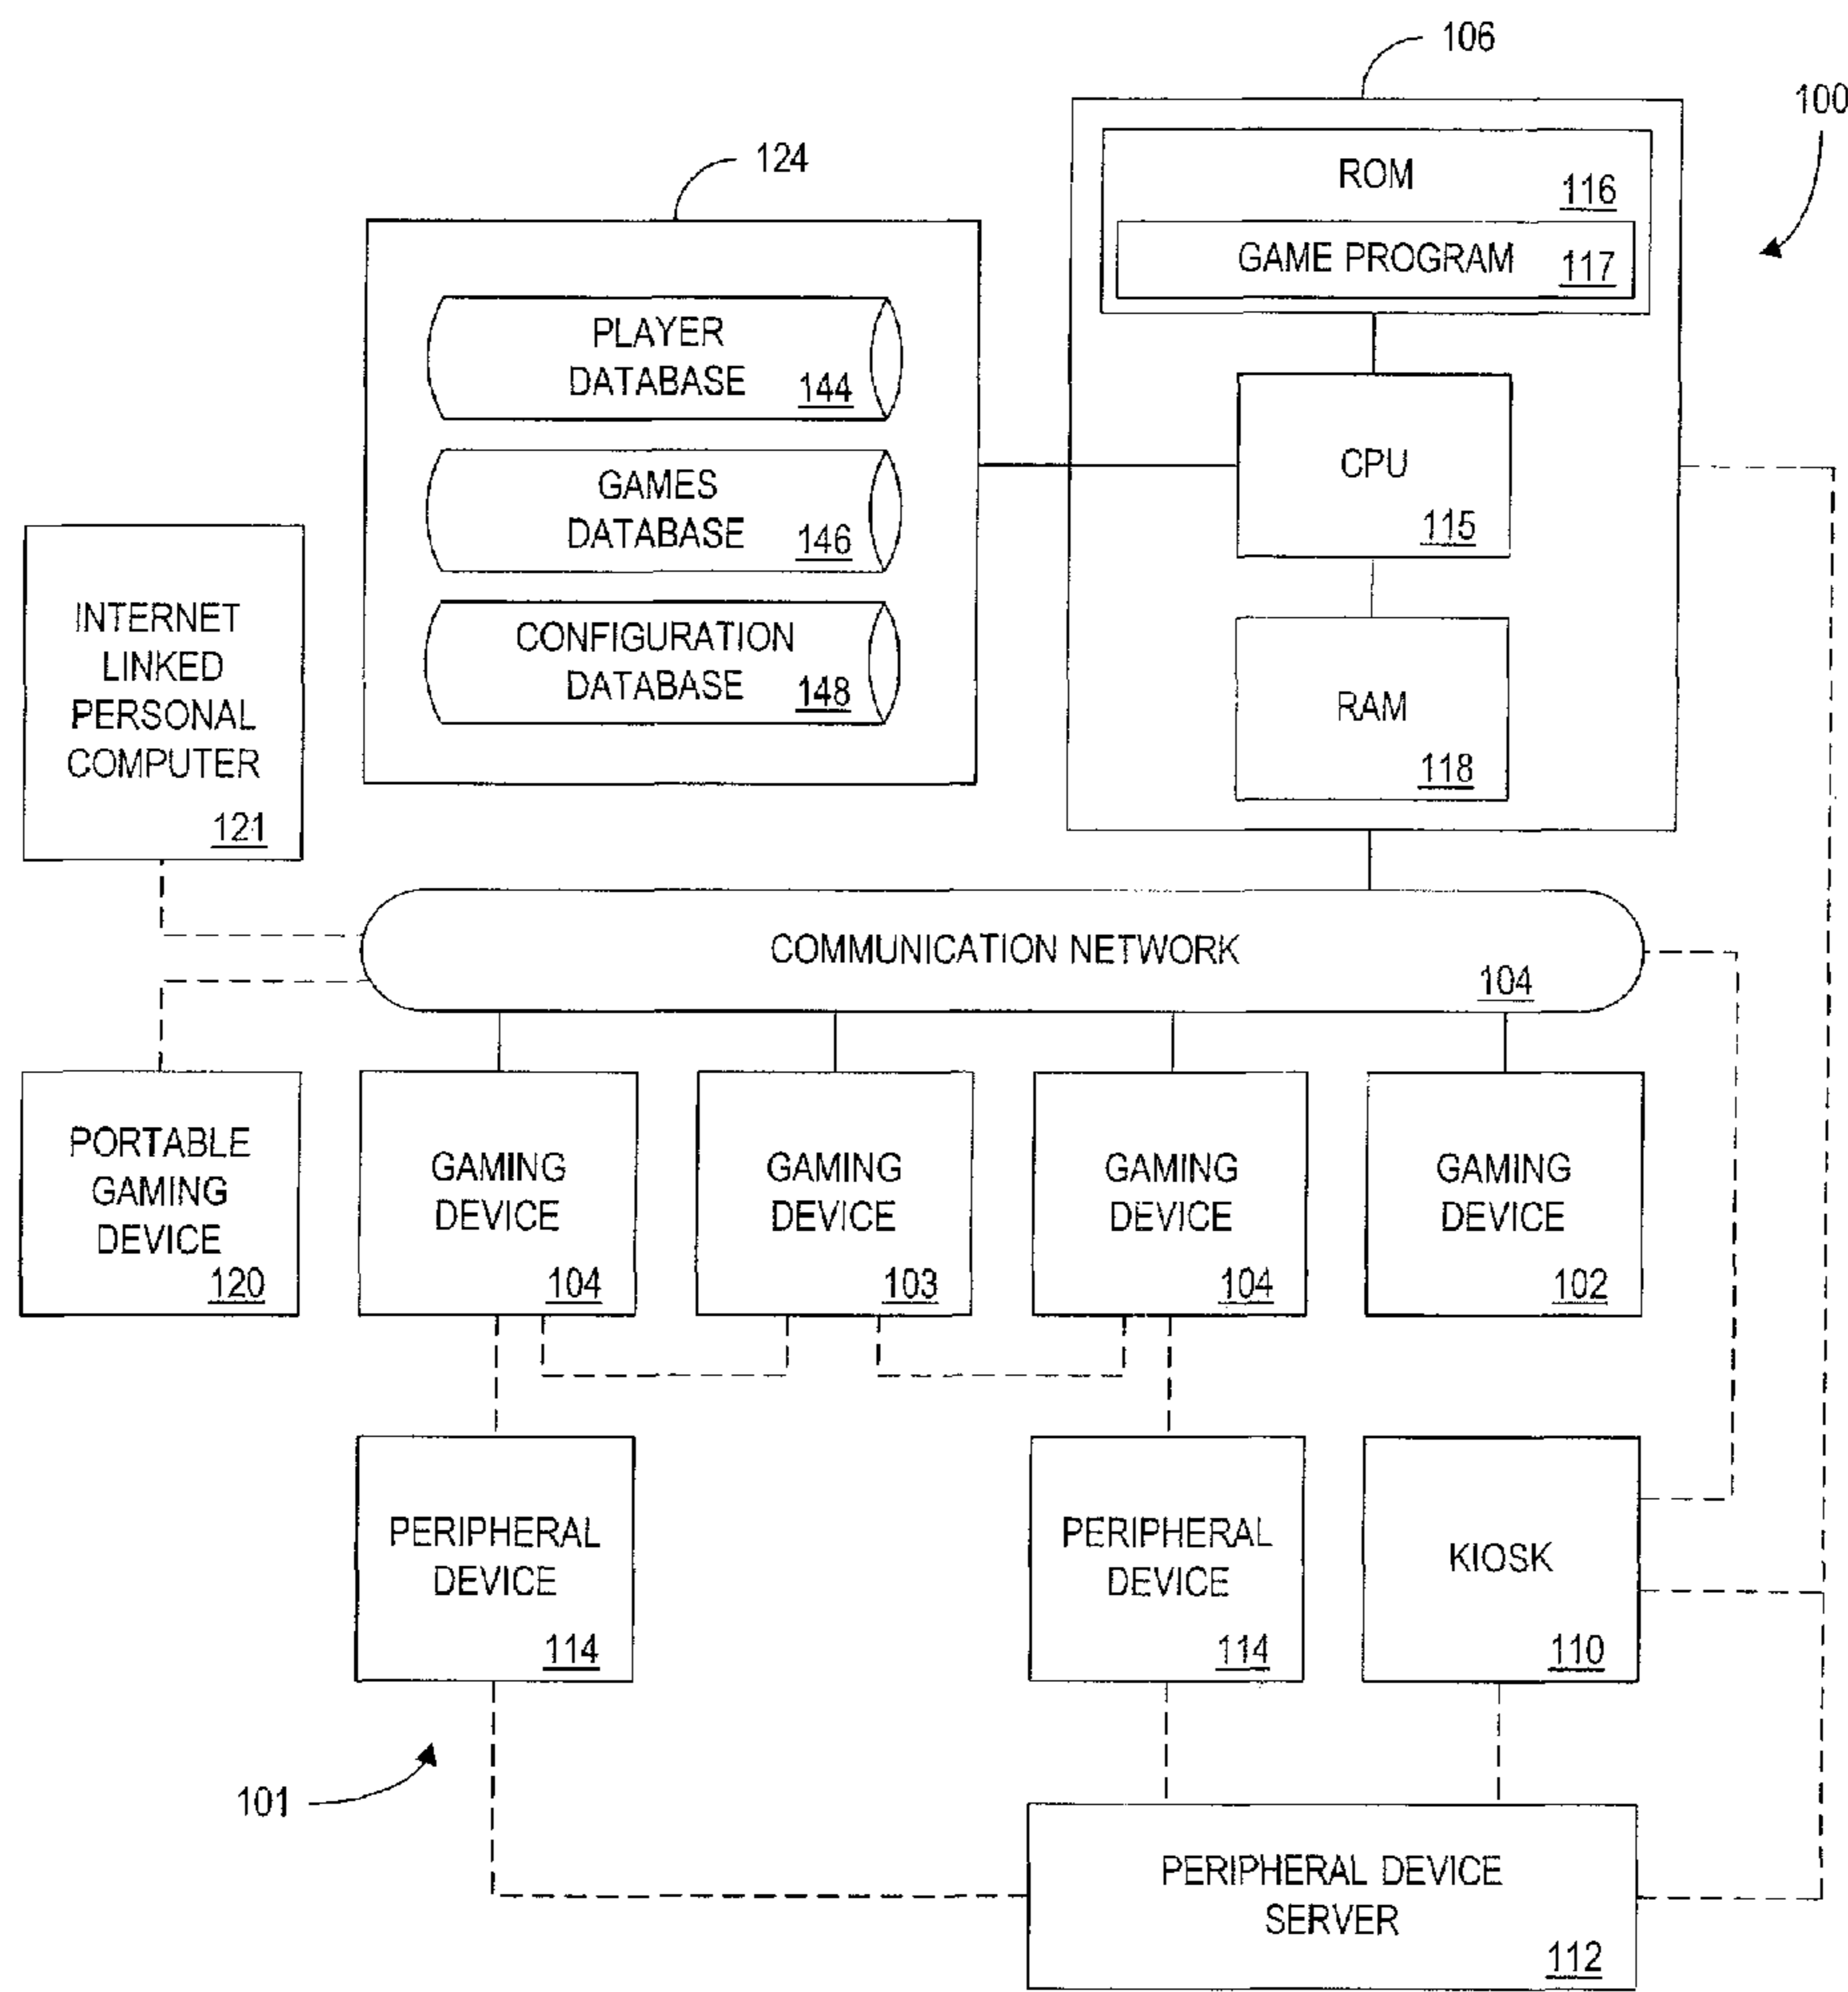 106
100
124
ROM
116
GAME PROGRAM 117
PLAYER
DATABASE 144
GAMES
DATABASE 146
CONFIGURATION
DATABASE 148
CPU
115
RAM
118
INTERNET
LINKED
PERSONAL
COMPUTER
121
COMMUNICATION NETWORK
104
PORTABLE
GAMING
DEVICE
120
GAMING
DEVICE
104
GAMING
DEVICE
103
GAMING
DEVICE
104
GAMING
DEVICE
102
PERIPHERAL
DEVICE
114
PERIPHERAL
DEVICE
114
KIOSK
110
101
PERIPHERAL DEVICE
SERVER
112